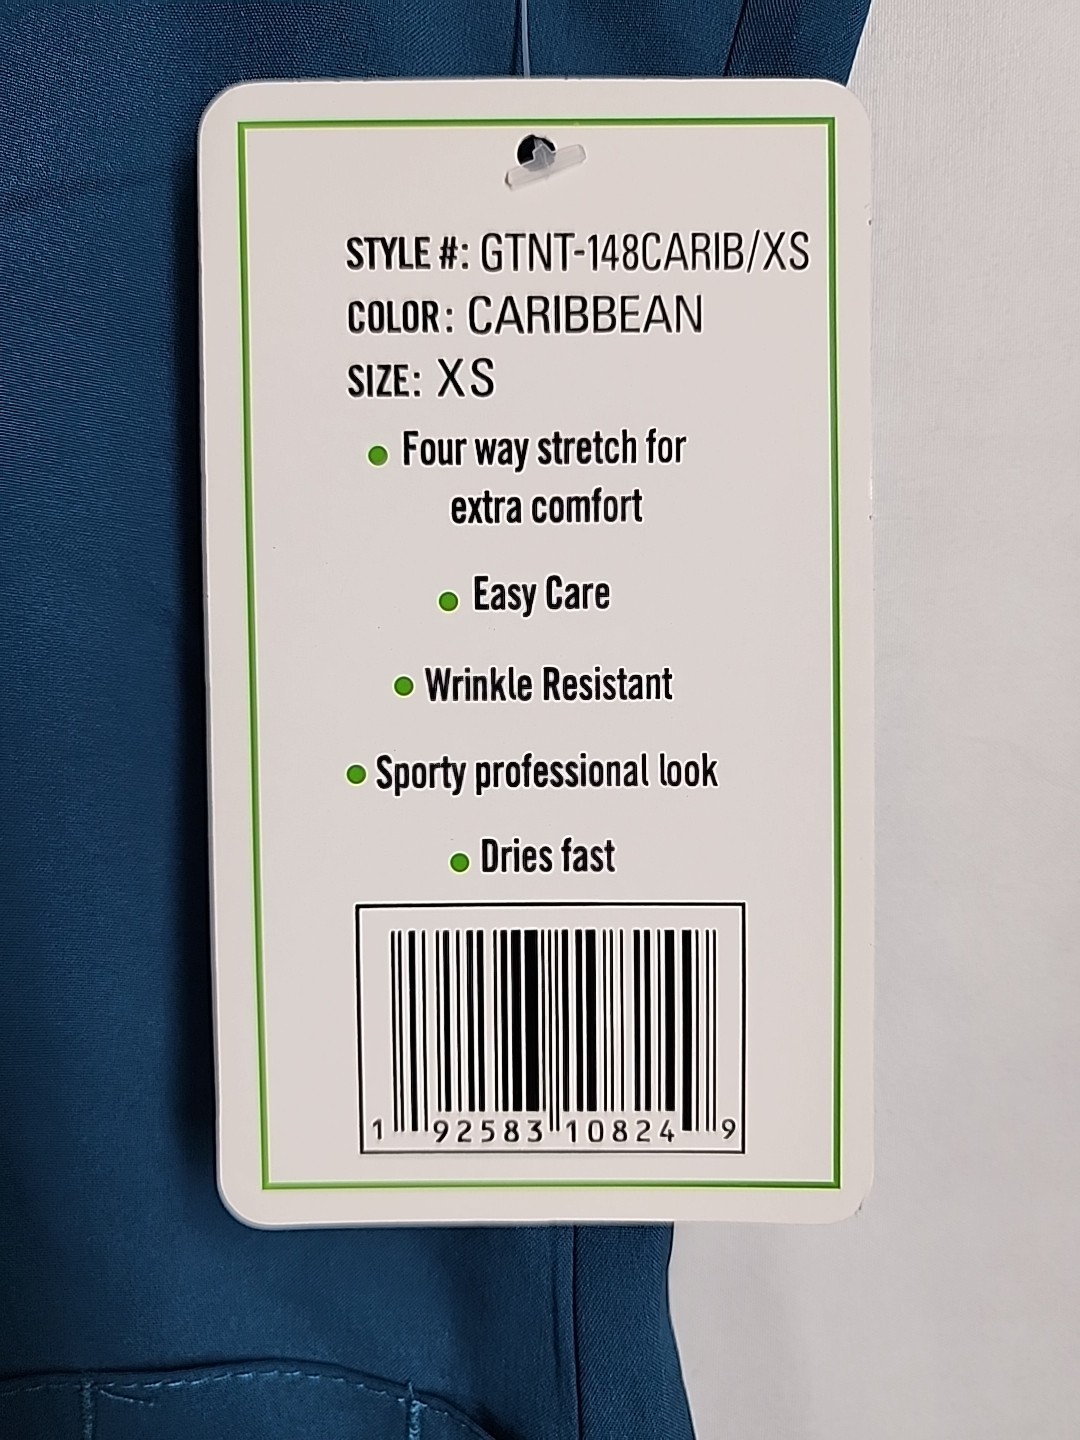 STYLE #: GTNT-148CARIB/XS
COLOR: CARIBBEAN
SIZE: XS
● Four way stretch for
extra comfort
● Easy Care
● Wrinkle Resistant
● Sporty professional look
● Dries fast
1 92583 10824 9